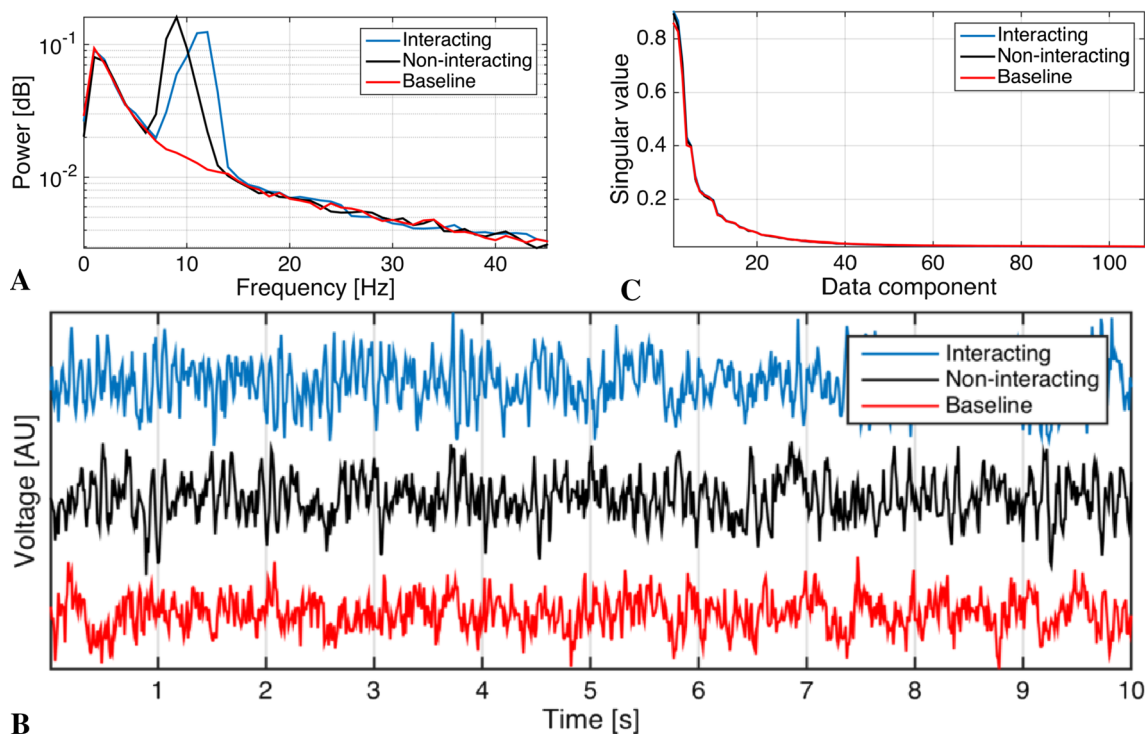 Power [dB]
10⁻¹
10⁻²
Interacting
Non-interacting
Baseline
0 10 20 30 40
Frequency [Hz]
A
Singular value
0.8
0.6
0.4
0.2
Interacting
Non-interacting
Baseline
20 40 60 80 100
Data component
C
Voltage [AU]
Interacting
Non-interacting
Baseline
1 2 3 4 5 6 7 8 9 10
Time [s]
B